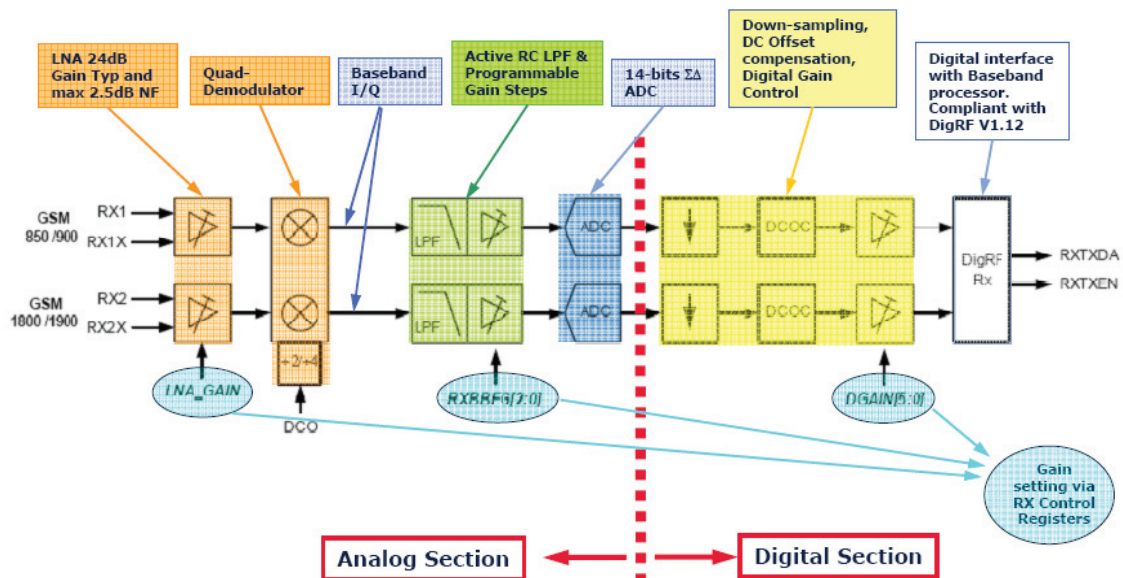 LNA 24dB
Gain Typ and
max 2.5dB NF
Quad-
Demodulator
Baseband
I/Q
Active RC LPF &
Programmable
Gain Steps
14-bits ΣΔ
ADC
Down-sampling,
DC Offset
compensation,
Digital Gain
Control
Digital interface
with Baseband
processor.
Compliant with
DigRF V1.12
GSM
850 /900
RX1
RX1X
LPF
ADC
DCOC
DigRF
Rx
RXTXDA
RXTXEN
GSM
1800 /1900
RX2
RX2X
LPF
ADC
DCOC
÷2/÷4
DCO
LNA_GAIN
DGAIN[5:0]
Gain
setting via
RX Control
Registers
Analog Section
Digital Section